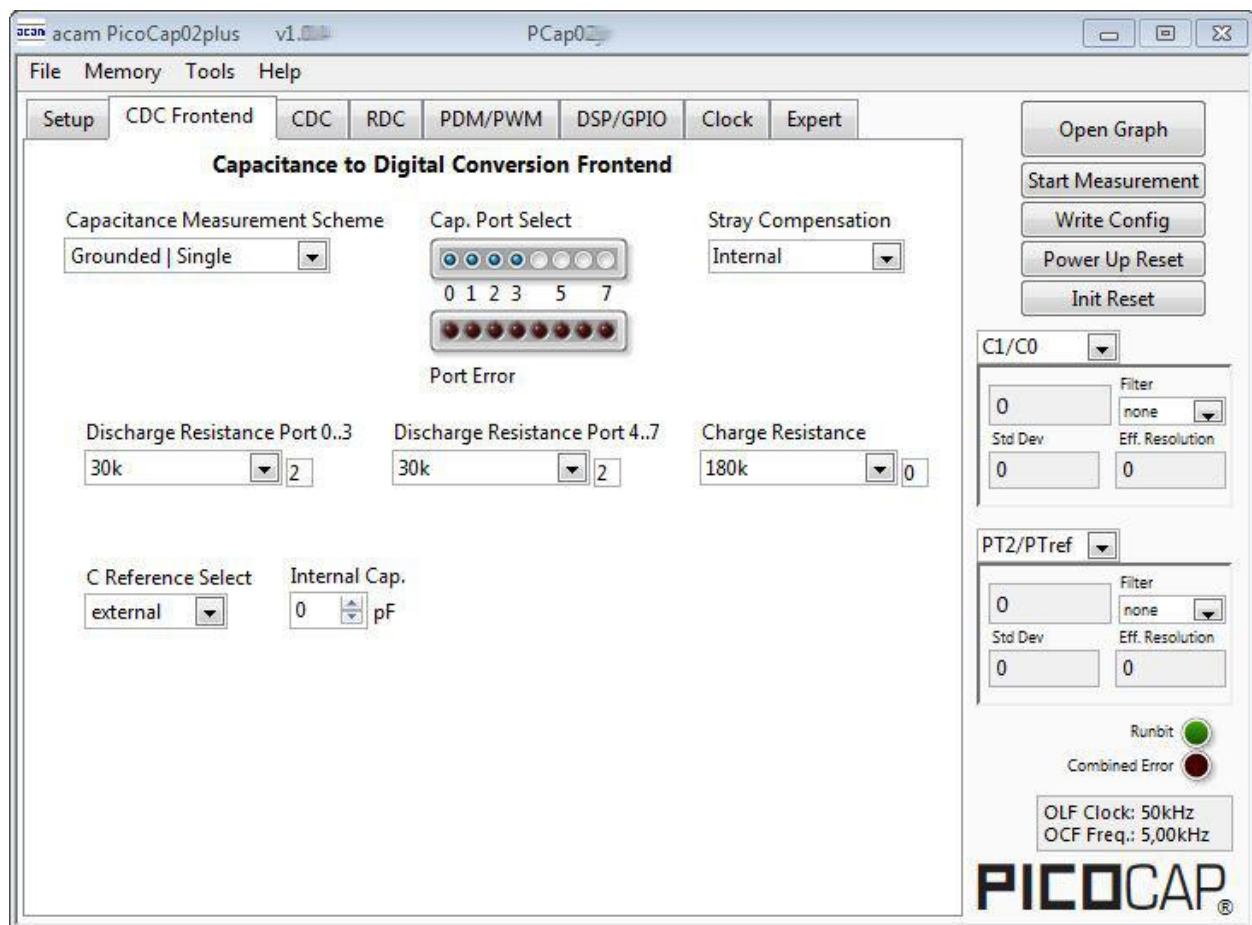 acam acam PicoCap02plus v1. PCap02
File Memory Tools Help
Setup CDC Frontend CDC RDC PDM/PWM DSP/GPIO Clock Expert
Capacitance to Digital Conversion Frontend
Capacitance Measurement Scheme Cap. Port Select Stray Compensation
Grounded | Single Internal
0 1 2 3 5 7
Port Error
Discharge Resistance Port 0..3 Discharge Resistance Port 4..7 Charge Resistance
30k 2 30k 2 180k 0
C Reference Select Internal Cap.
external 0 pF
Open Graph
Start Measurement
Write Config
Power Up Reset
Init Reset
C1/C0
Filter
0 none
Std Dev Eff. Resolution
0 0
PT2/PTref
Filter
0 none
Std Dev Eff. Resolution
0 0
Runbit
Combined Error
OLF Clock: 50kHz
OCF Freq.: 5,00kHz
PICOCAP®